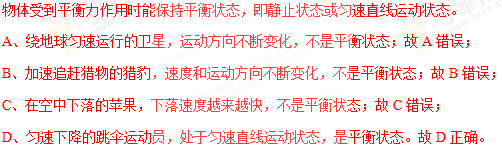 物体受到平衡力作用时能保持平衡状态，即静止状态或匀速直线运动状态。
A、绕地球匀速运行的卫星，运动方向不断变化，不是平衡状态；故 A 错误；
B、加速追赶猎物的猎豹，速度和运动方向不断变化，不是平衡状态；故 B 错误；
C、在空中下落的苹果，下落速度越来越快，不是平衡状态；故 C 错误；
D、匀速下降的跳伞运动员，处于匀速直线运动状态，是平衡状态。故 D 正确。